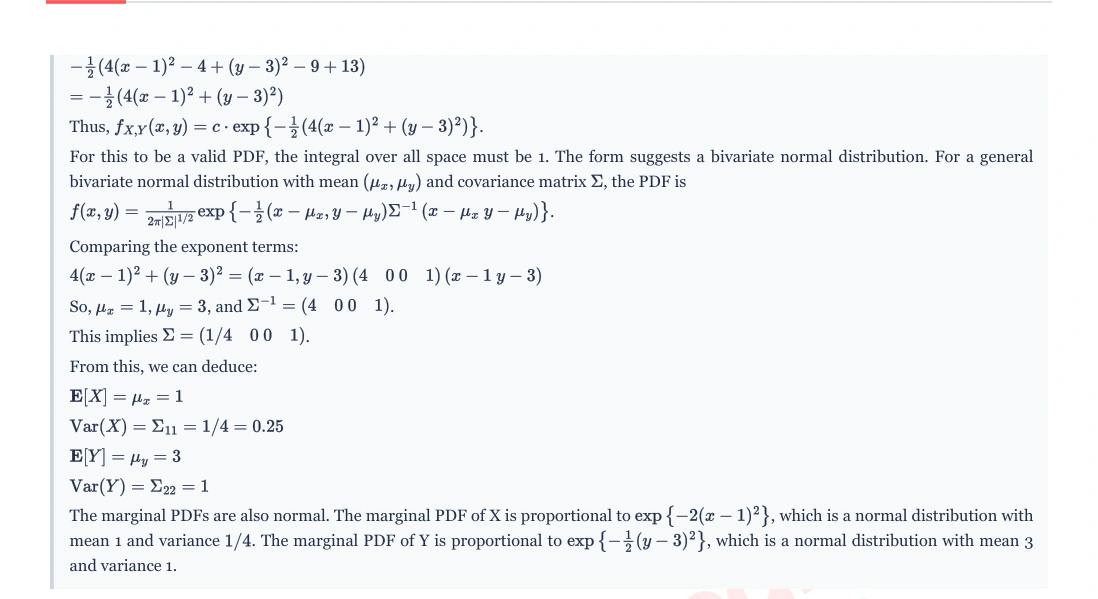 −½(4(x − 1)² − 4 + (y − 3)² − 9 + 13)
= −½(4(x − 1)² + (y − 3)²)
Thus, f_{X,Y}(x, y) = c · exp {−½(4(x − 1)² + (y − 3)²)}.
For this to be a valid PDF, the integral over all space must be 1. The form suggests a bivariate normal distribution. For a general
bivariate normal distribution with mean (μ_x, μ_y) and covariance matrix Σ, the PDF is
f(x, y) = 1/(2π|Σ|^{1/2}) exp {−½(x − μ_x, y − μ_y)Σ⁻¹ (x − μ_x y − μ_y)}.
Comparing the exponent terms:
4(x − 1)² + (y − 3)² = (x − 1, y − 3) (4 0 0 1) (x − 1 y − 3)
So, μ_x = 1, μ_y = 3, and Σ⁻¹ = (4 0 0 1).
This implies Σ = (1/4 0 0 1).
From this, we can deduce:
E[X] = μ_x = 1
Var(X) = Σ₁₁ = 1/4 = 0.25
E[Y] = μ_y = 3
Var(Y) = Σ₂₂ = 1
The marginal PDFs are also normal. The marginal PDF of X is proportional to exp {−2(x − 1)²}, which is a normal distribution with
mean 1 and variance 1/4. The marginal PDF of Y is proportional to exp {−½(y − 3)²}, which is a normal distribution with mean 3
and variance 1.